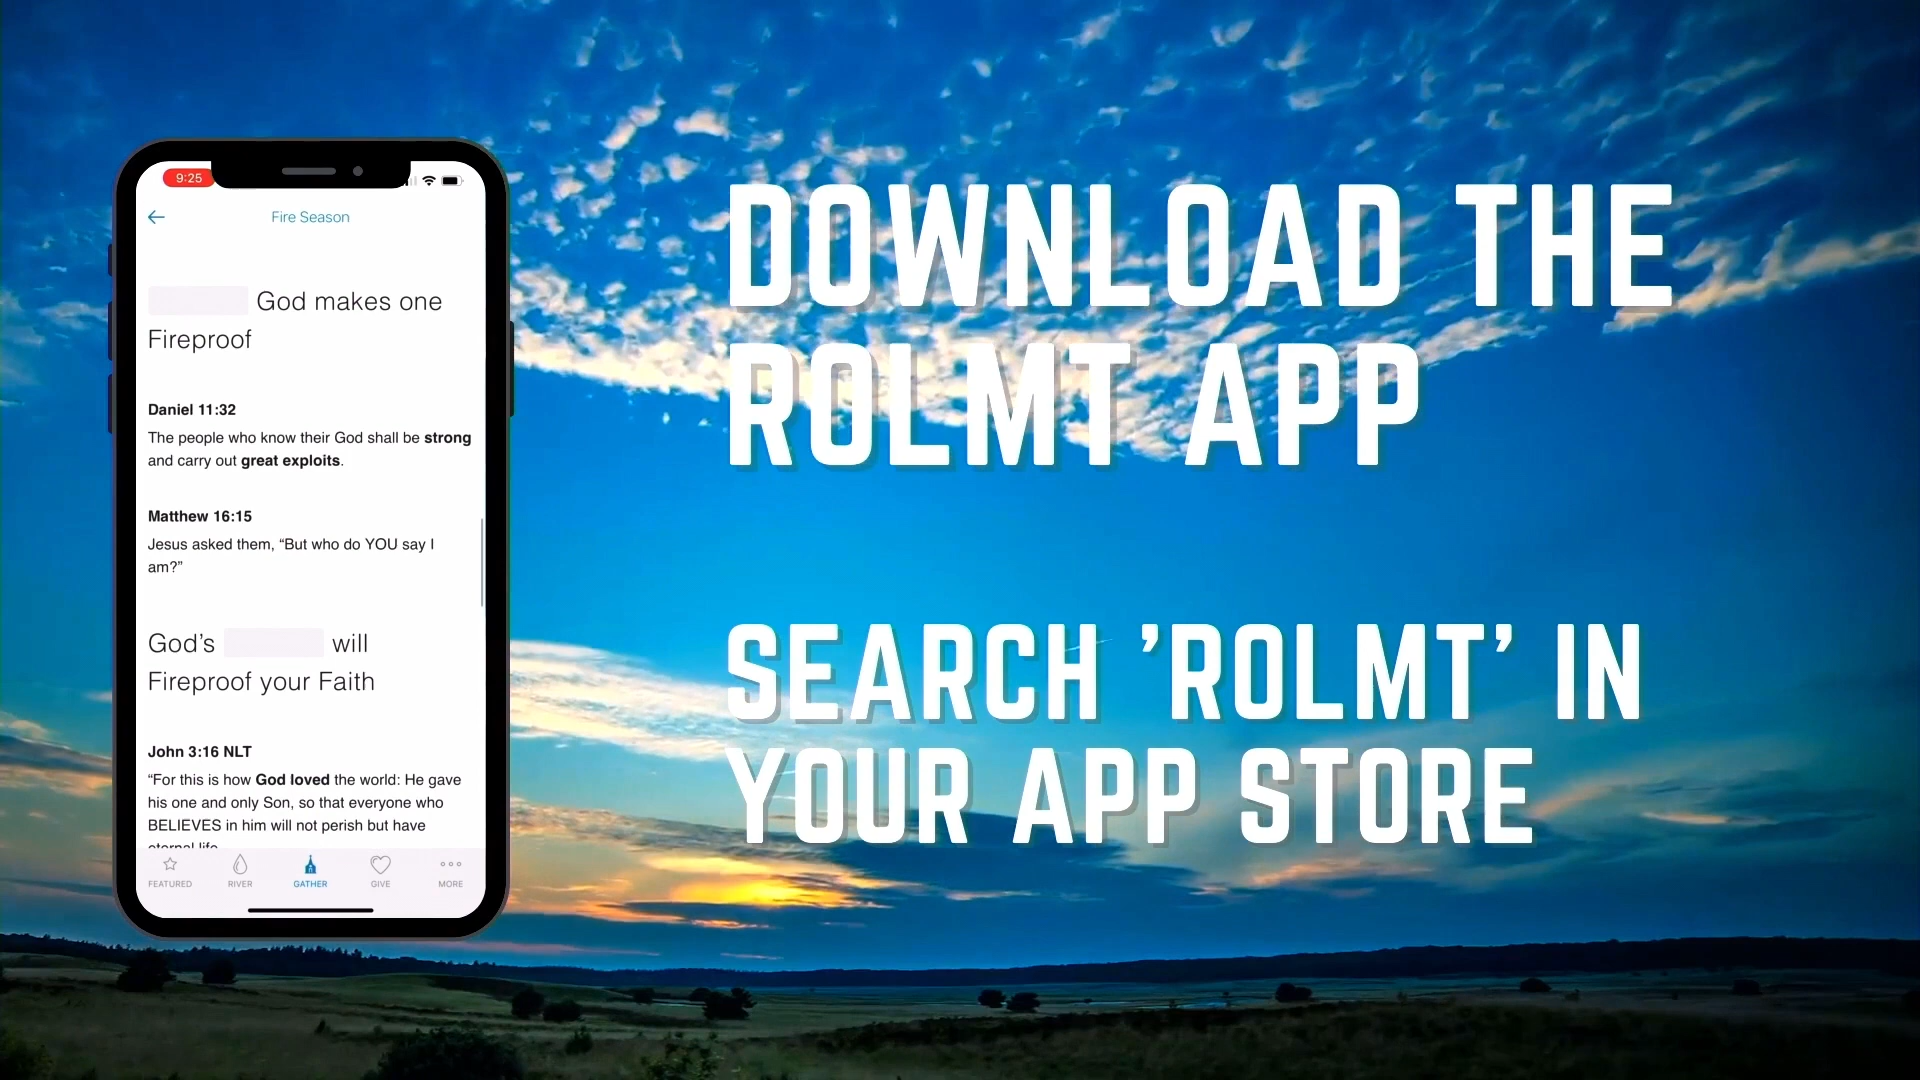 9:25
Fire Season
God makes one
Fireproof
Daniel 11:32
The people who know their God shall be strong
and carry out great exploits.
Matthew 16:15
Jesus asked them, “But who do YOU say I
am?”
God’s will
Fireproof your Faith
John 3:16 NLT
“For this is how God loved the world: He gave
his one and only Son, so that everyone who
BELIEVES in him will not perish but have
eternal life
FEATURED
RIVER
GATHER
GIVE
MORE
DOWNLOAD THE
ROLMT APP
SEARCH ’ROLMT’ IN
YOUR APP STORE